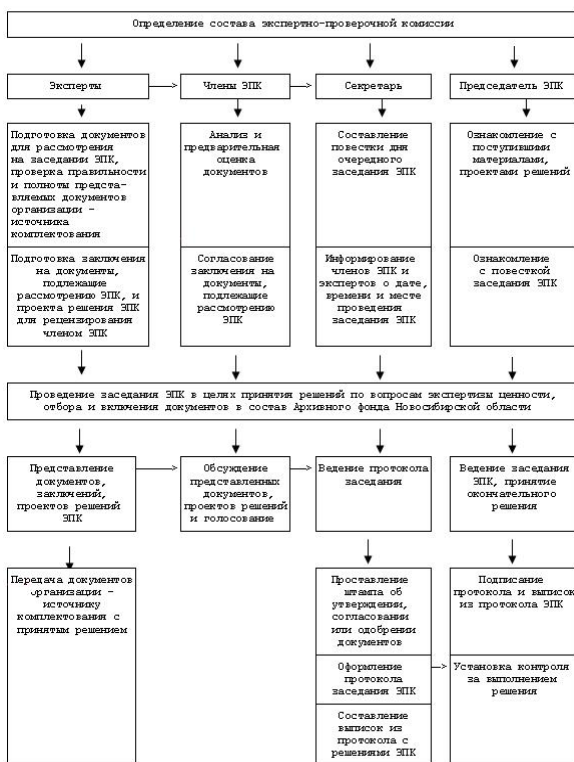 Определение состава экспертно-проверочной комиссии
Эксперты
Члены ЭПК
Секретарь
Председатель ЭПК
Подготовка документов
для рассмотрения
на заседании ЭПК,
проверка правильности
и полноты предста-
вляемых документов
организации -
источника
комплектования
Анализ и
предварительная
оценка
документов
Составление
повестки дня
очередного
заседания ЭПК
Ознакомление с
поступившими
материалами,
проектами решений
Подготовка заключения
на документы,
подлежащие
рассмотрению ЭПК, и
проекта решения ЭПК
для рецензирования
членом ЭПК
Согласование
заключения на
документы,
подлежащие
рассмотрению ЭПК
Информирование
членов ЭПК и
экспертов о дате,
времени и месте
проведения
заседания ЭПК
Ознакомление
с повесткой
заседания ЭПК
Проведение заседания ЭПК в целях принятия решений по вопросам экспертизы ценности,
отбора и включения документов в состав Архивного фонда Новосибирской области
Представление
документов,
заключений,
проектов решений
ЭПК
Обсуждение
представленных
документов,
проектов решений
и голосование
Ведение протокола
заседания
Ведение заседания
ЭПК, принятие
окончательного
решения
Передача документов
организации -
источнику
комплектования с
принятым решением
Проставление
штампа об
утверждении,
согласовании
или одобрении
документов
Подписание
протокола и выписок
из протокола ЭПК
Оформление
протокола
заседания ЭПК
Установка контроля
за выполнением
решения
Составление
выписок из
протокола с
решениями ЭПК